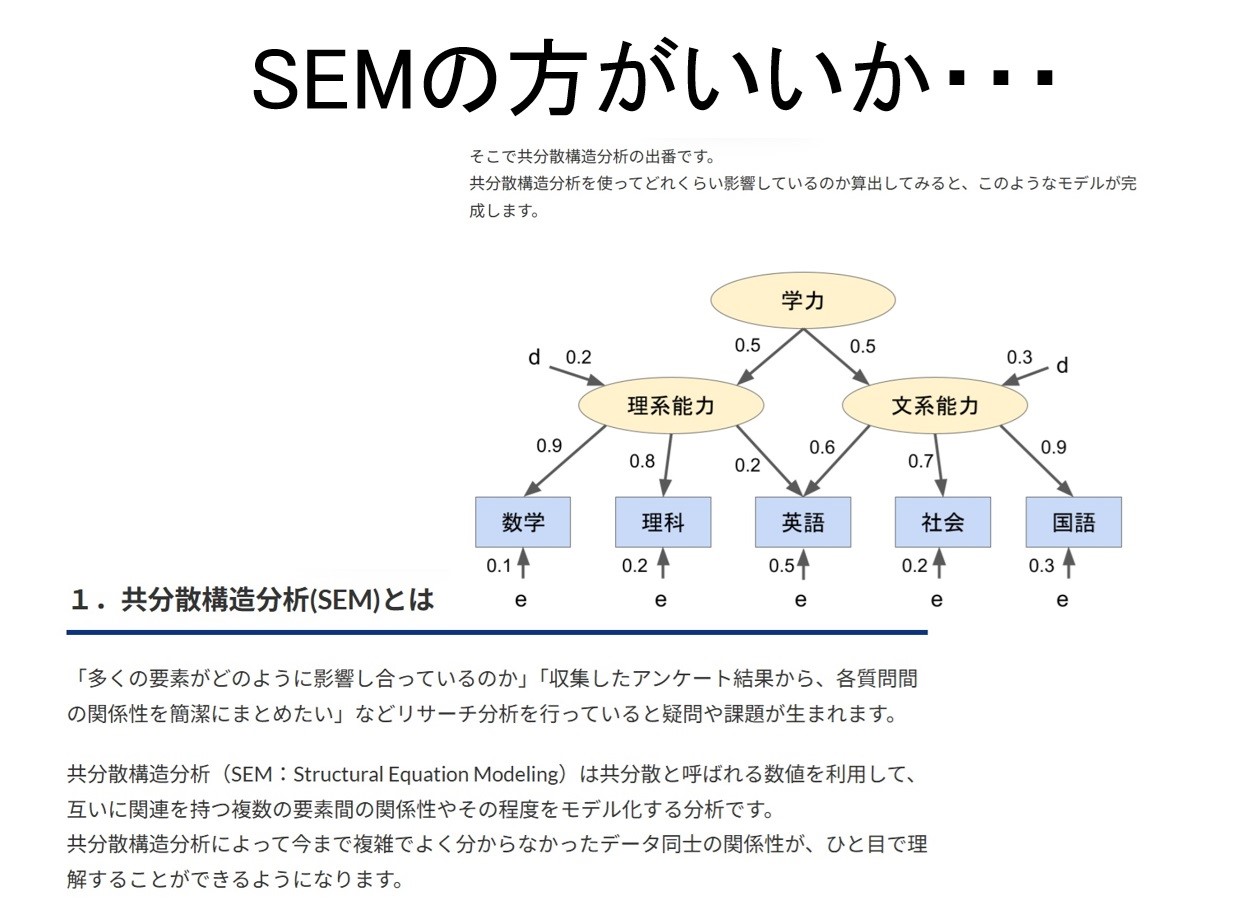 SEMの方がいいか・・・
そこで共分散構造分析の出番です。
共分散構造分析を使ってどれくらい影響しているのか算出してみると、このようなモデルが完
成します。
学力
0.5 0.5
d 0.2 0.3 d
理系能力 文系能力
0.9 0.8 0.2 0.6 0.7 0.9
数学 理科 英語 社会 国語
0.1 0.2 0.5 0.2 0.3
e e e e e
１．共分散構造分析(SEM)とは
「多くの要素がどのように影響し合っているのか」「収集したアンケート結果から、各質問間
の関係性を簡潔にまとめたい」などリサーチ分析を行っていると疑問や課題が生まれます。
共分散構造分析（SEM：Structural Equation Modeling）は共分散と呼ばれる数値を利用して、
互いに関連を持つ複数の要素間の関係性やその程度をモデル化する分析です。
共分散構造分析によって今まで複雑でよく分からなかったデータ同士の関係性が、ひと目で理
解することができるようになります。